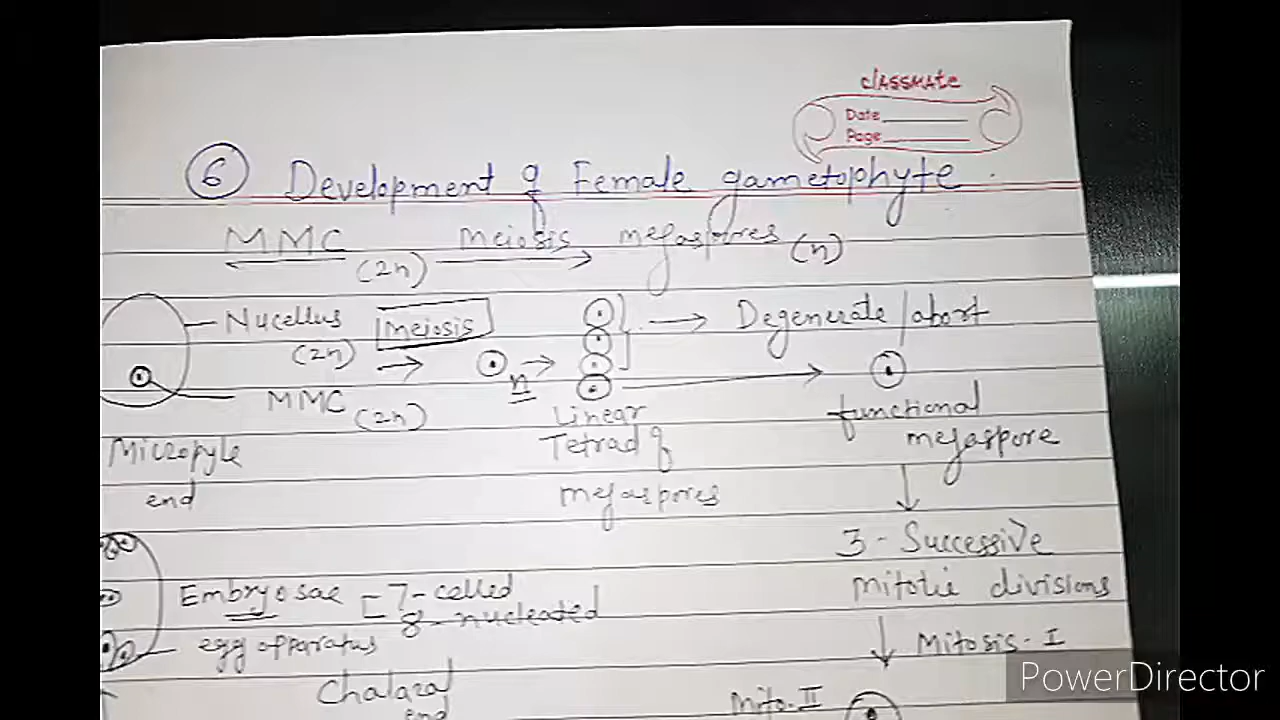 classmate
Date
Page
6 Development of Female gametophyte.
MMC (2n) Meiosis megaspores (n)
Nucellus (2n) Meiosis Degenerate/abort
n
MMC (2n) Linear Tetrad of megaspores functional megaspore
Micropyle end
3-Successive mitotic divisions
Embryosac 7-celled 8-nucleated
egg apparatus
Mitosis-I
Chalazal end
Mito-II
PowerDirector